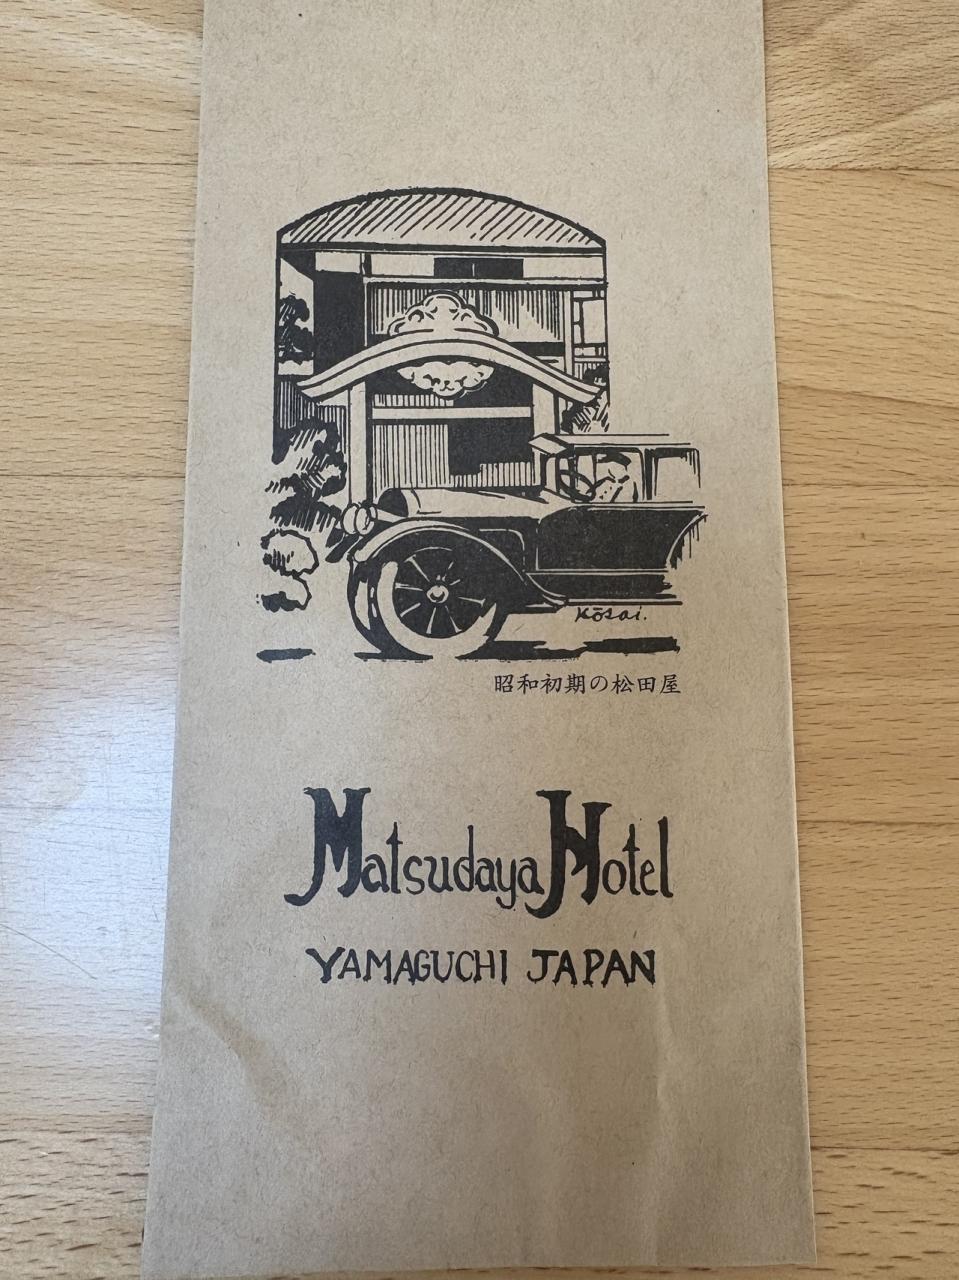 Kōsai.
昭和初期の松田屋
Matsudaya Hotel
YAMAGUCHI JAPAN